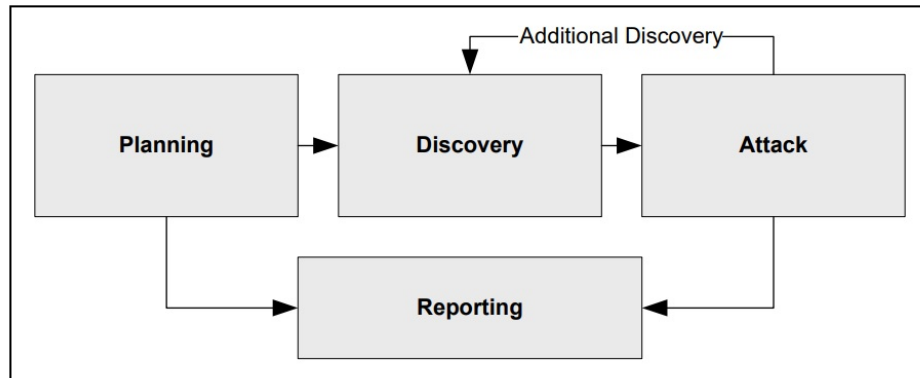 Additional Discovery
Planning
Discovery
Attack
Reporting